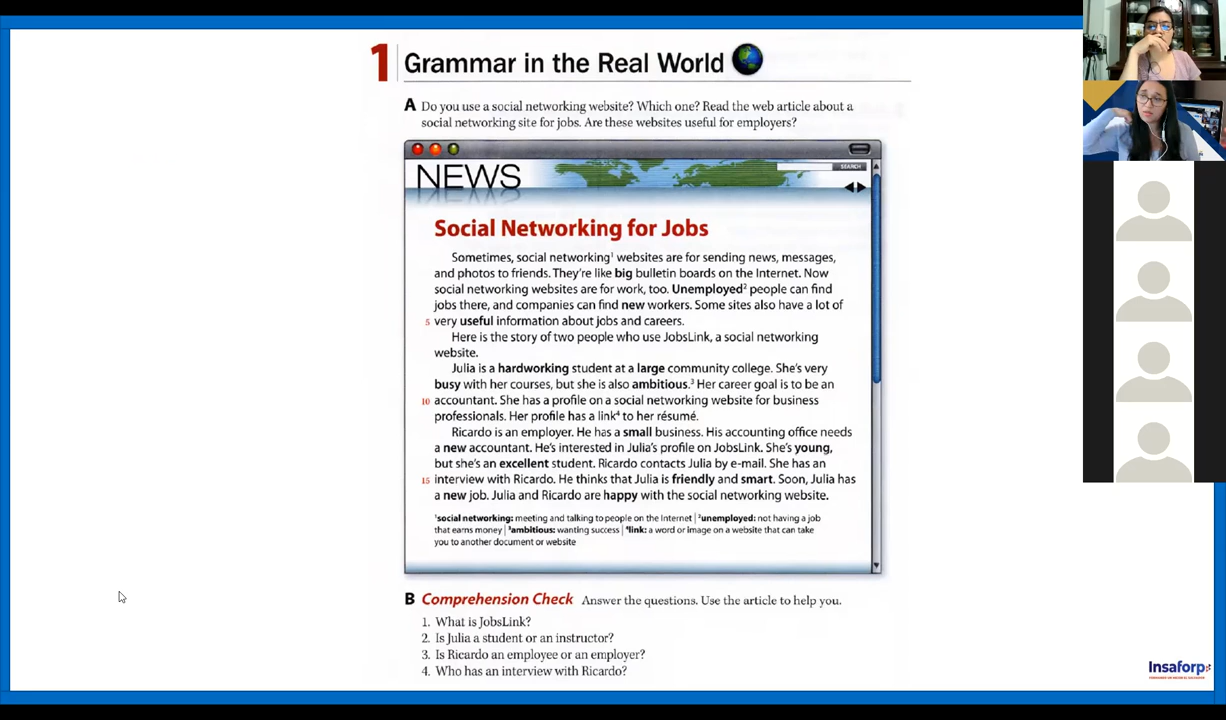 1 Grammar in the Real World
A Do you use a social networking website? Which one? Read the web article about a
social networking site for jobs. Are these websites useful for employers?
NEWS
SEARCH
Social Networking for Jobs
Sometimes, social networking¹ websites are for sending news, messages,
and photos to friends. They're like big bulletin boards on the Internet. Now
social networking websites are for work, too. Unemployed² people can find
jobs there, and companies can find new workers. Some sites also have a lot of
5 very useful information about jobs and careers.
Here is the story of two people who use JobsLink, a social networking
website.
Julia is a hardworking student at a large community college. She's very
busy with her courses, but she is also ambitious.³ Her career goal is to be an
10 accountant. She has a profile on a social networking website for business
professionals. Her profile has a link⁴ to her résumé.
Ricardo is an employer. He has a small business. His accounting office needs
a new accountant. He's interested in Julia's profile on JobsLink. She's young,
but she's an excellent student. Ricardo contacts Julia by e-mail. She has an
15 interview with Ricardo. He thinks that Julia is friendly and smart. Soon, Julia has
a new job. Julia and Ricardo are happy with the social networking website.
¹social networking: meeting and talking to people on the Internet | ²unemployed: not having a job
that earns money | ³ambitious: wanting success | ⁴link: a word or image on a website that can take
you to another document or website
B Comprehension Check Answer the questions. Use the article to help you.
1. What is JobsLink?
2. Is Julia a student or an instructor?
3. Is Ricardo an employee or an employer?
4. Who has an interview with Ricardo?
Insaforp